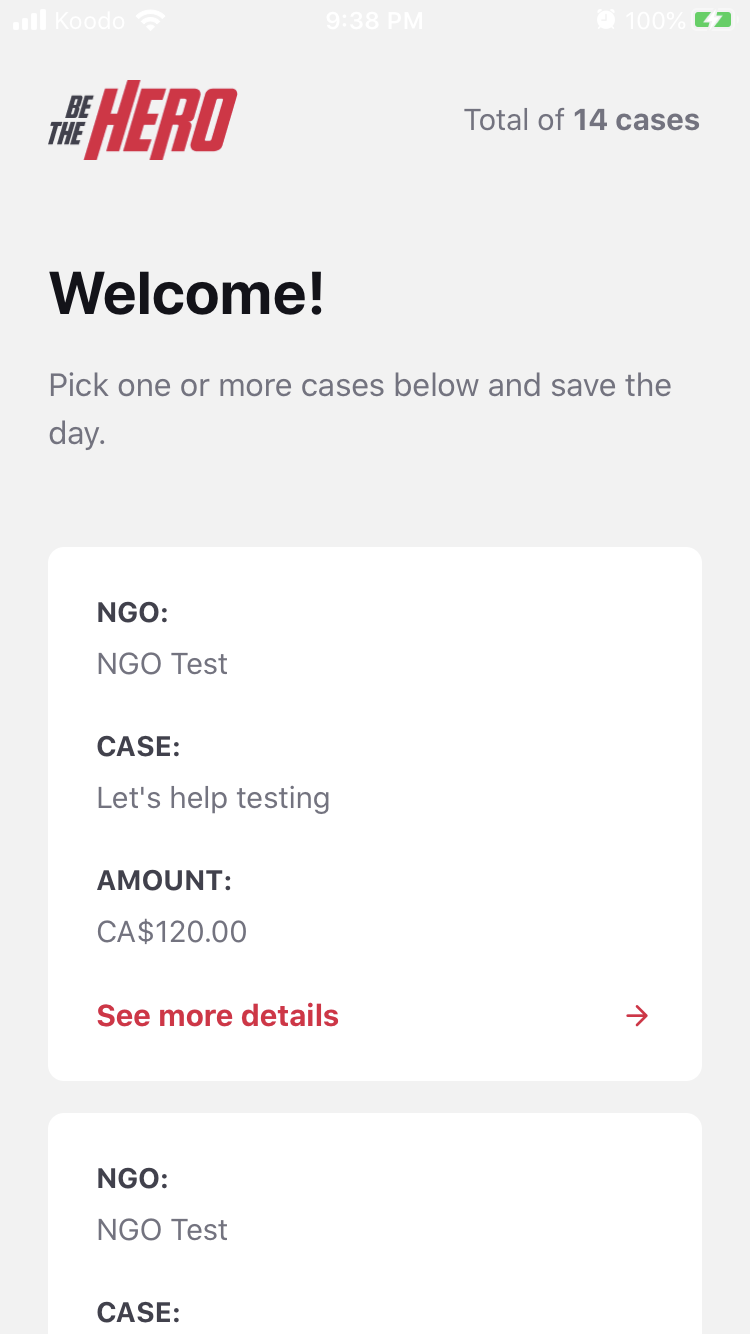 Koodo 9:38 PM 100%
BE
THE HERO
Total of 14 cases
Welcome!
Pick one or more cases below and save the
day.
NGO:
NGO Test
CASE:
Let's help testing
AMOUNT:
CA$120.00
See more details →
NGO:
NGO Test
CASE: